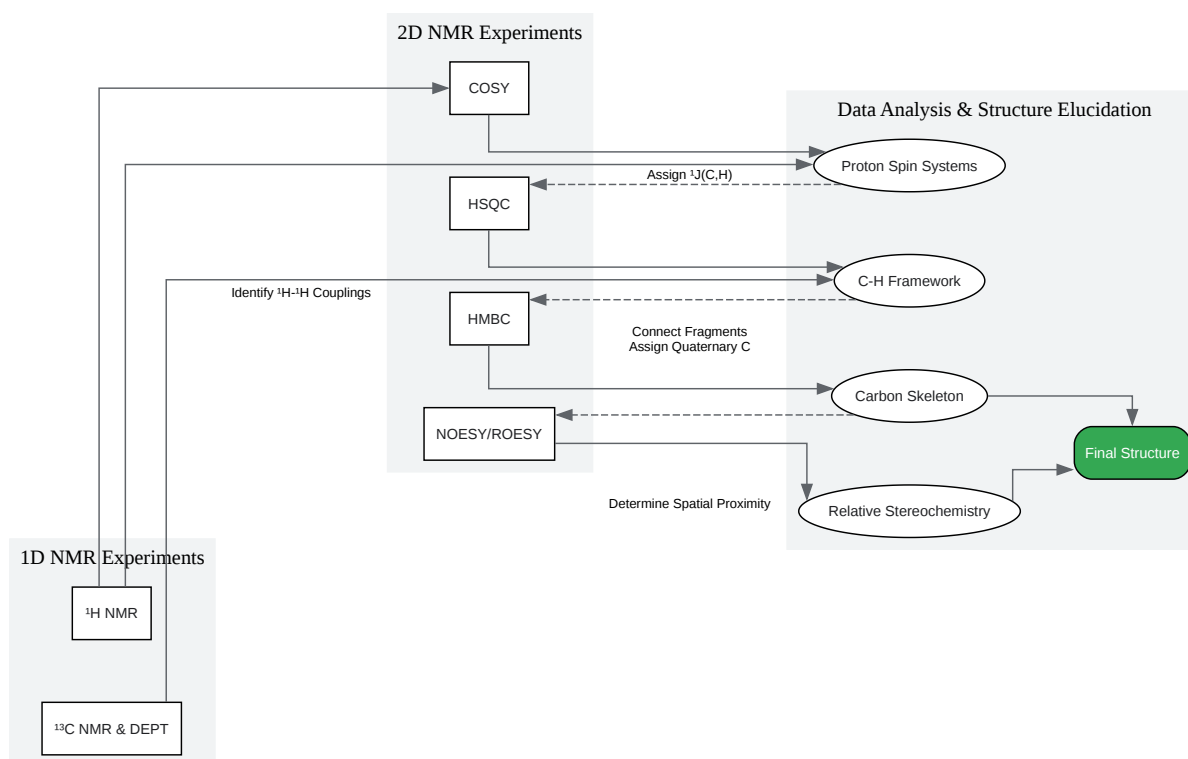 2D NMR Experiments
COSY
Data Analysis & Structure Elucidation
Proton Spin Systems
Assign ¹J(C,H)
HSQC
C-H Framework
Identify ¹H-¹H Couplings
HMBC
Connect Fragments
Assign Quaternary C
Carbon Skeleton
NOESY/ROESY
Final Structure
Determine Spatial Proximity
Relative Stereochemistry
1D NMR Experiments
¹H NMR
¹³C NMR & DEPT